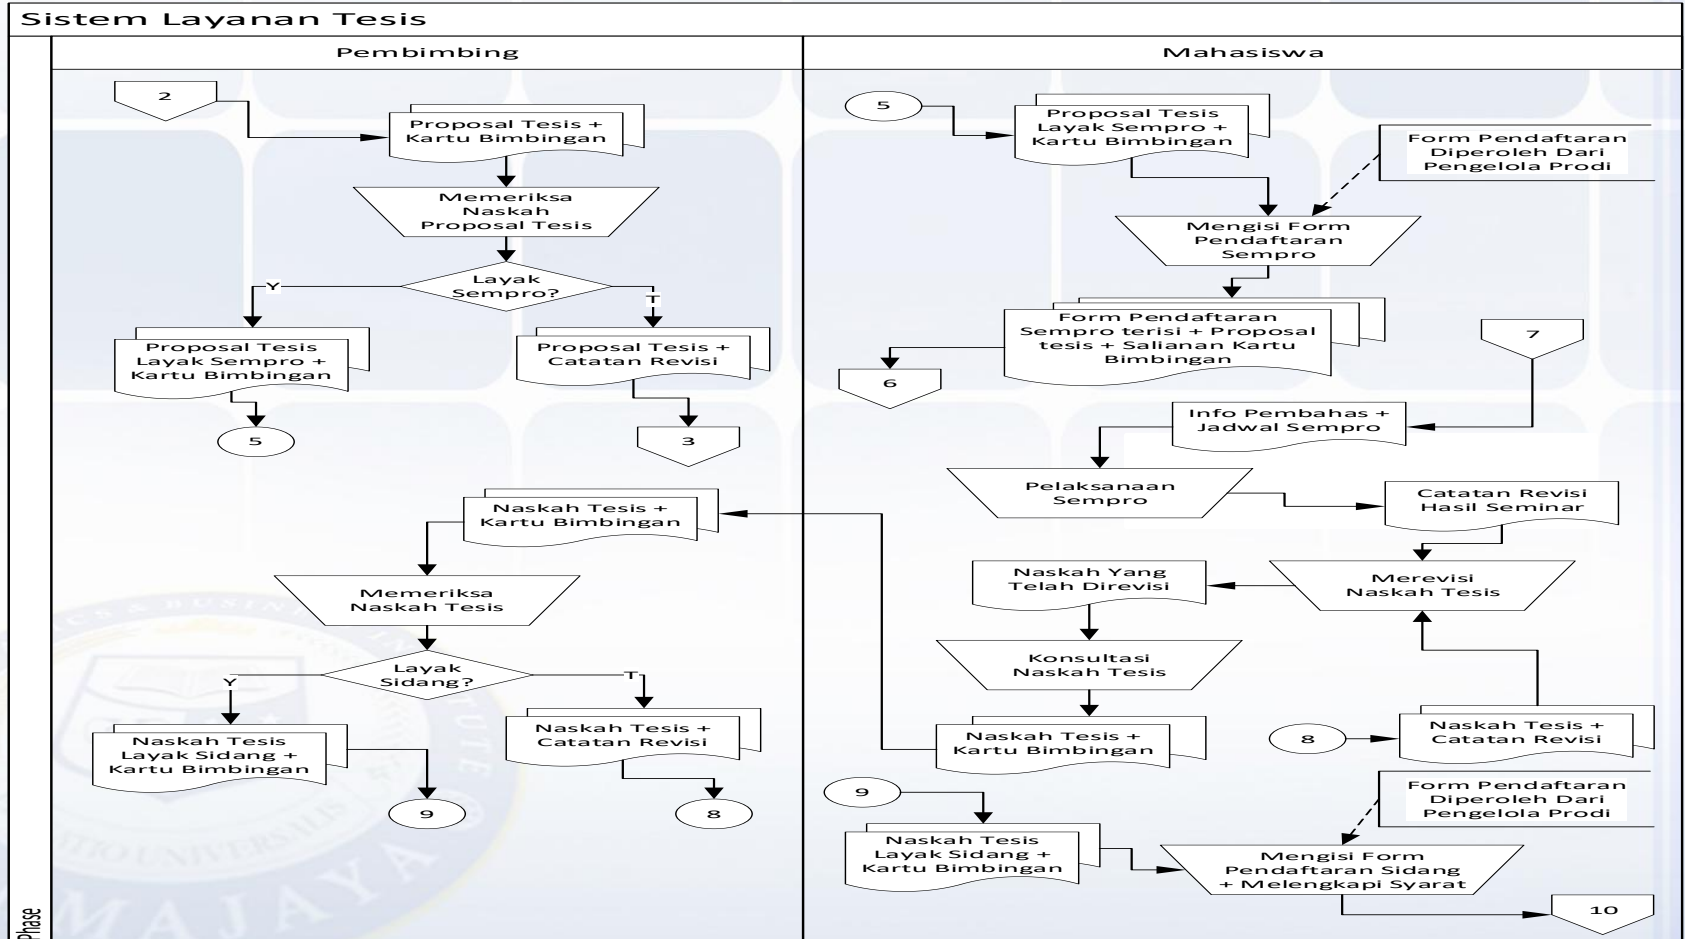 Sistem Layanan Tesis
Pembimbing
Mahasiswa
2
Proposal Tesis +
Kartu Bimbingan
Memeriksa
Naskah
Proposal Tesis
Layak
Sempro?
Y
T
Proposal Tesis
Layak Sempro +
Kartu Bimbingan
Proposal Tesis +
Catatan Revisi
5
3
Naskah Tesis +
Kartu Bimbingan
Memeriksa
Naskah Tesis
Layak
Sidang?
Y
T
Naskah Tesis
Layak Sidang +
Kartu Bimbingan
Naskah Tesis +
Catatan Revisi
9
8
5
Proposal Tesis
Layak Sempro +
Kartu Bimbingan
Form Pendaftaran
Diperoleh Dari
Pengelola Prodi
Mengisi Form
Pendaftaran
Sempro
Form Pendaftaran
Sempro terisi + Proposal
tesis + Salianan Kartu
Bimbingan
6
7
Info Pembahas +
Jadwal Sempro
Pelaksanaan
Sempro
Catatan Revisi
Hasil Seminar
Merevisi
Naskah Tesis
Naskah Yang
Telah Direvisi
Konsultasi
Naskah Tesis
Naskah Tesis +
Kartu Bimbingan
8
Naskah Tesis +
Catatan Revisi
9
Naskah Tesis
Layak Sidang +
Kartu Bimbingan
Form Pendaftaran
Diperoleh Dari
Pengelola Prodi
Mengisi Form
Pendaftaran Sidang
+ Melengkapi Syarat
10
Phase
MAJAYA